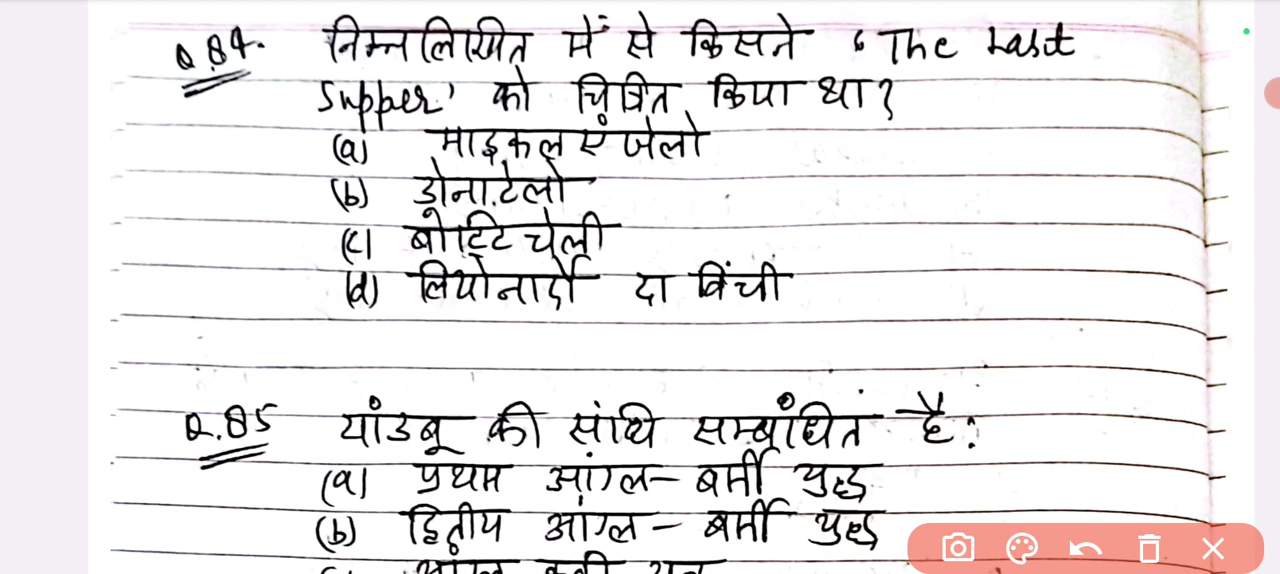 Q.84. निम्नलिखित में से किसने 'The Last
Supper' को चित्रित किया था?
(a) माइकल एंजेलो
(b) डोनाटेलो
(c) बोट्टिचेली
(d) लियोनार्दो दा विंची
Q.85 यांडबू की संधि सम्बंधित है:
(a) प्रथम आंग्ल-बर्मी युद्ध
(b) द्वितीय आंग्ल-बर्मी युद्ध